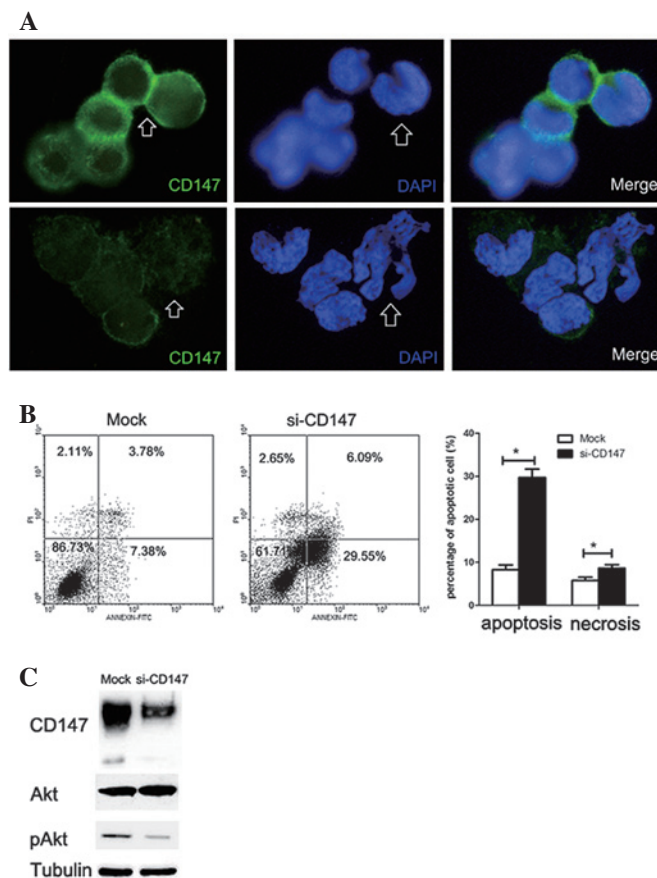 A
CD147
DAPI
Merge
CD147
DAPI
Merge
B
Mock
si-CD147
2.11%
3.78%
86.73%
7.38%
PI
ANNEXIN-FITC
2.65%
6.09%
61.71%
29.55%
PI
ANNEXIN-FITC
percentage of apoptotic cell (%)
50
40
30
20
10
0
Mock
si-CD147
*
*
apoptosis
necrosis
C
Mock si-CD147
CD147
Akt
pAkt
Tubulin